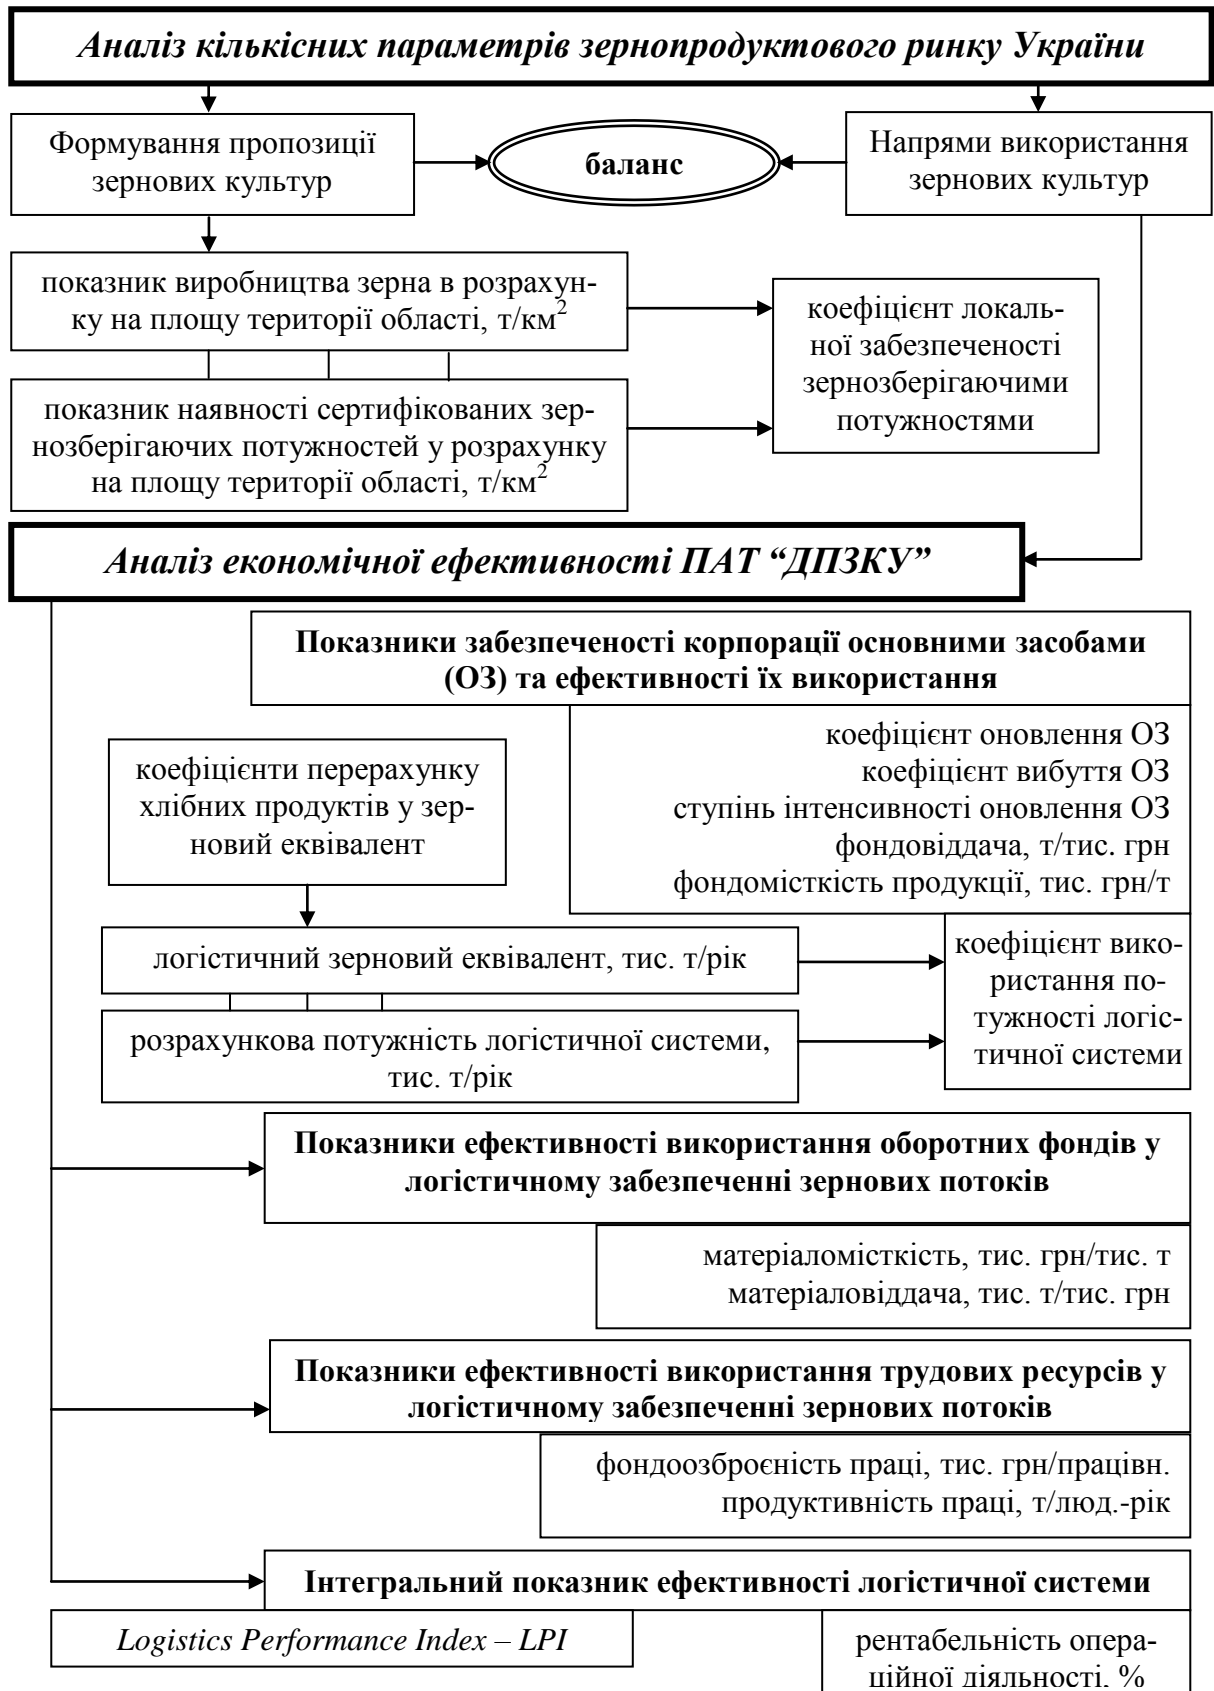 Аналіз кількісних параметрів зернопродуктового ринку України
Формування пропозиції
зернових культур
баланс
Напрями використання
зернових культур
показник виробництва зерна в розрахун-
ку на площу території області, т/км²
показник наявності сертифікованих зер-
нозберігаючих потужностей у розрахунку
на площу території області, т/км²
коефіцієнт локаль-
ної забезпеченості
зернозберігаючими
потужностями
Аналіз економічної ефективності ПАТ “ДПЗКУ”
Показники забезпеченості корпорації основними засобами
(ОЗ) та ефективності їх використання
коефіцієнт оновлення ОЗ
коефіцієнт вибуття ОЗ
ступінь інтенсивності оновлення ОЗ
фондовіддача, т/тис. грн
фондомісткість продукції, тис. грн/т
коефіцієнти перерахунку
хлібних продуктів у зер-
новий еквівалент
логістичний зерновий еквівалент, тис. т/рік
розрахункова потужність логістичної системи,
тис. т/рік
коефіцієнт вико-
ристання по-
тужності логіс-
тичної системи
Показники ефективності використання оборотних фондів у
логістичному забезпеченні зернових потоків
матеріаломісткість, тис. грн/тис. т
матеріаловіддача, тис. т/тис. грн
Показники ефективності використання трудових ресурсів у
логістичному забезпеченні зернових потоків
фондоозброєність праці, тис. грн/працівн.
продуктивність праці, т/люд.-рік
Інтегральний показник ефективності логістичної системи
Logistics Performance Index – LPI
рентабельність опера-
ційної діяльності, %